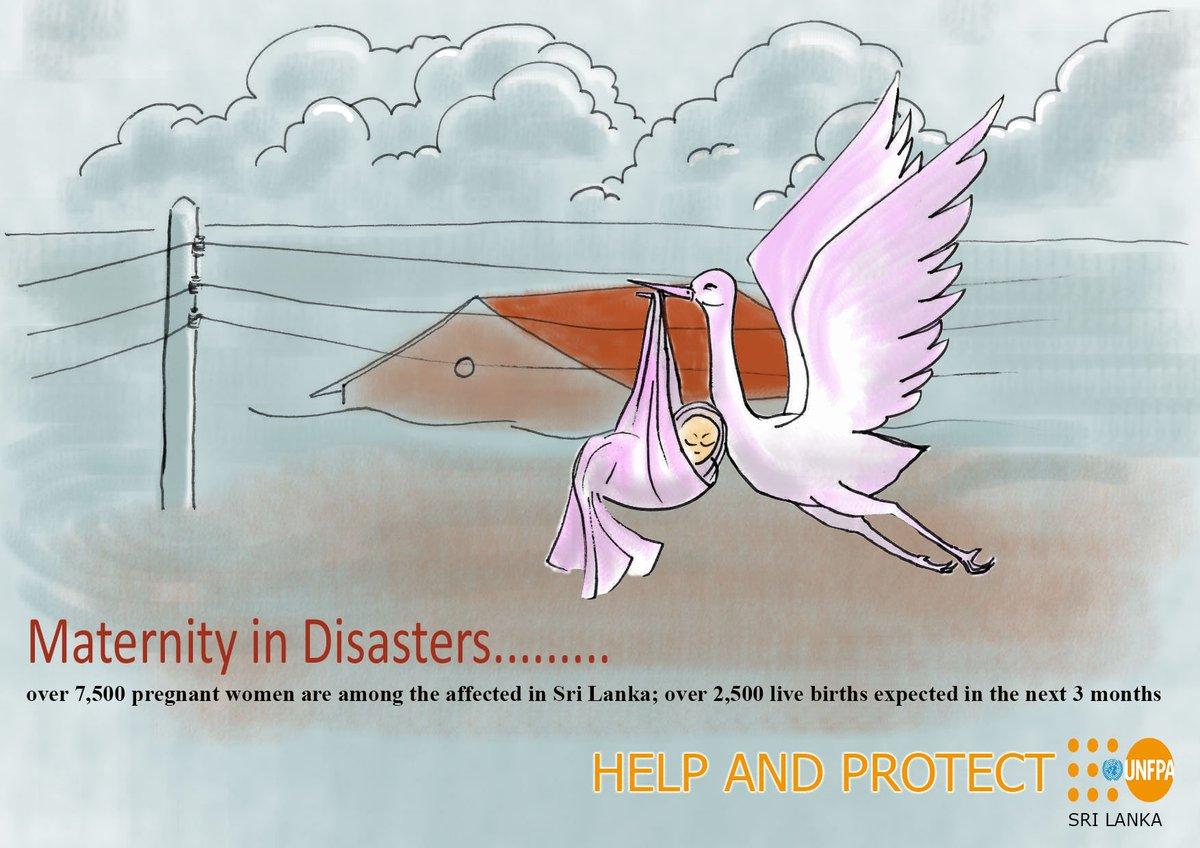 Maternity in Disasters.........
over 7,500 pregnant women are among the affected in Sri Lanka; over 2,500 live births expected in the next 3 months
HELP AND PROTECT
UNFPA
SRI LANKA